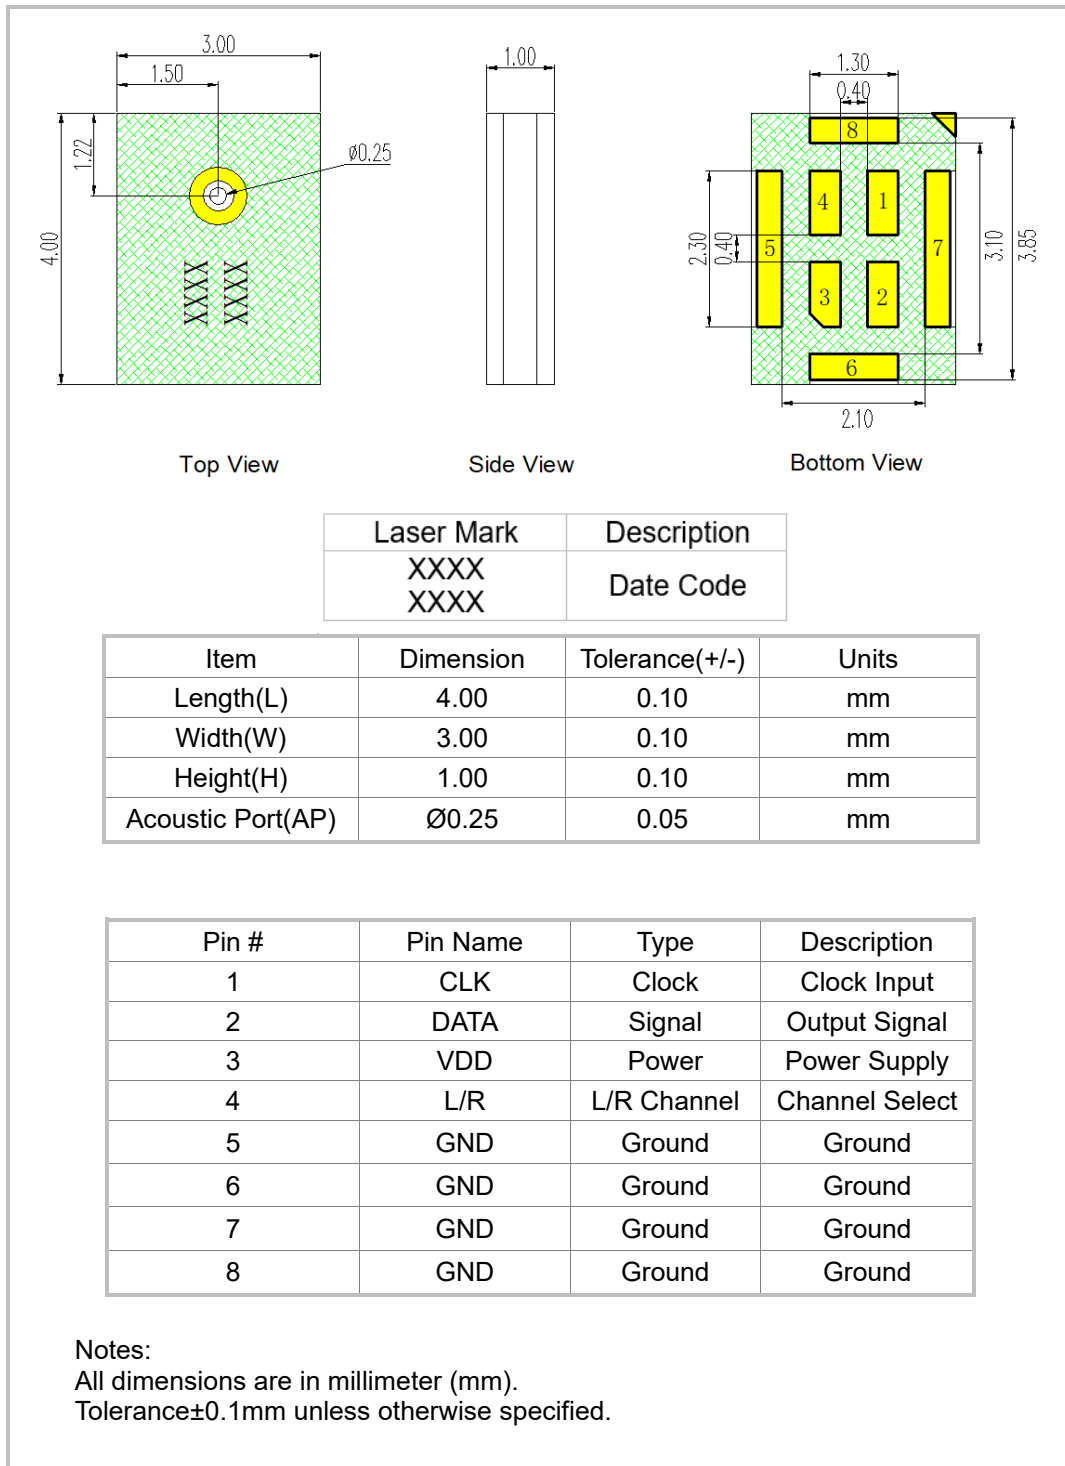 3.00
1.50
1.22
4.00
Ø0.25
XXXX
XXXX
1.00
1.30
0.40
8
4
1
5
7
3
2
6
2.30
0.40
3.10
3.85
2.10
Top View
Side View
Bottom View
Laser Mark Description
XXXX
XXXX
Date Code
Item Dimension Tolerance(+/-) Units
Length(L) 4.00 0.10 mm
Width(W) 3.00 0.10 mm
Height(H) 1.00 0.10 mm
Acoustic Port(AP) Ø0.25 0.05 mm
Pin # Pin Name Type Description
1 CLK Clock Clock Input
2 DATA Signal Output Signal
3 VDD Power Power Supply
4 L/R L/R Channel Channel Select
5 GND Ground Ground
6 GND Ground Ground
7 GND Ground Ground
8 GND Ground Ground
Notes:
All dimensions are in millimeter (mm).
Tolerance±0.1mm unless otherwise specified.